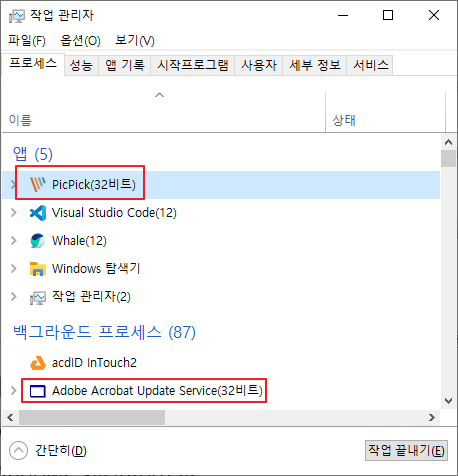 작업 관리자
파일(F) 옵션(O) 보기(V)
프로세스 성능 앱 기록 시작프로그램 사용자 세부 정보 서비스
이름 상태
앱 (5)
PicPick(32비트)
Visual Studio Code(12)
Whale(12)
Windows 탐색기
작업 관리자(2)
백그라운드 프로세스 (87)
acdID InTouch2
Adobe Acrobat Update Service(32비트)
간단히(D) 작업 끝내기(E)